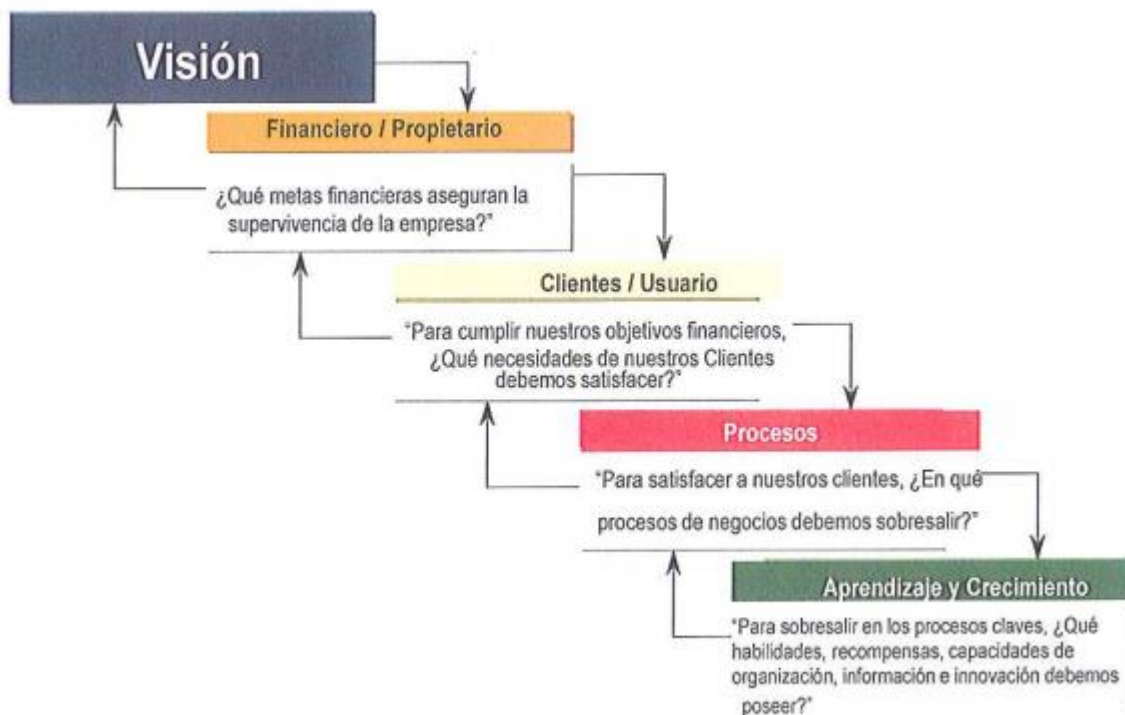 Visión
Financiero / Propietario
¿Qué metas financieras aseguran la
supervivencia de la empresa?"
Clientes / Usuario
"Para cumplir nuestros objetivos financieros,
¿Qué necesidades de nuestros Clientes
debemos satisfacer?"
Procesos
"Para satisfacer a nuestros clientes, ¿En qué
procesos de negocios debemos sobresalir?"
Aprendizaje y Crecimiento
"Para sobresalir en los procesos claves, ¿Qué
habilidades, recompensas, capacidades de
organización, información e innovación debemos
poseer?"